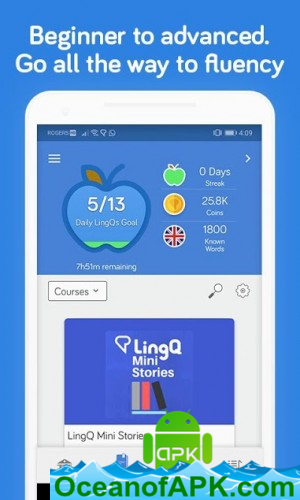 Beginner to advanced.
Go all the way to fluency
ROGERS
4:09
0 Days
Streak
5/13
Daily LingQs Goal
25.8K
Coins
1800
Known
Words
7h51m remaining
Courses
LingQ
Mini
Stories
LingQ Mini Stories
APK
OceanofAPK.com